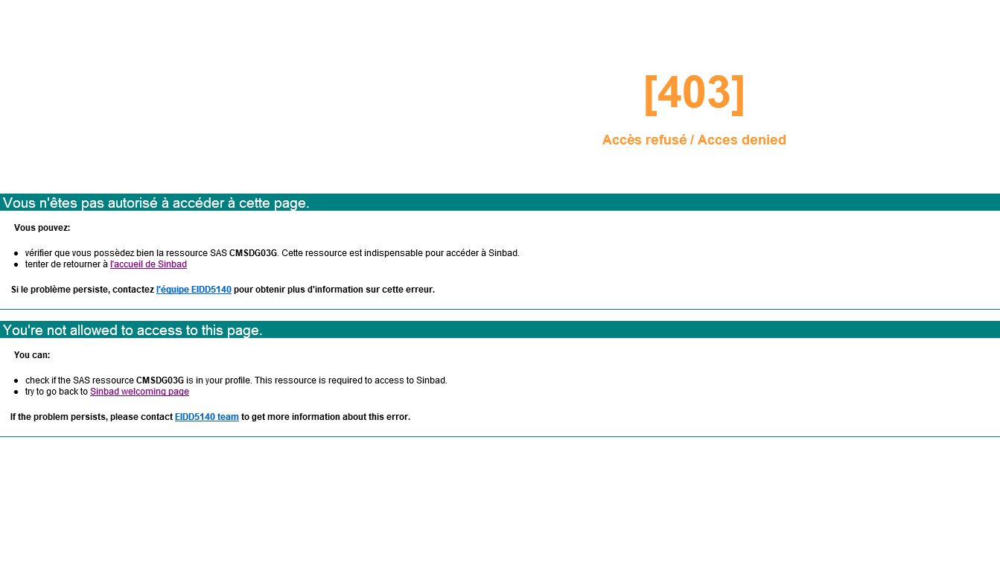 [403]
Accès refusé / Acces denied
Vous n'êtes pas autorisé à accéder à cette page.
Vous pouvez:
vérifier que vous possèdez bien la ressource SAS CMSDG03G. Cette ressource est indispensable pour accéder à Sinbad.
tenter de retourner à l'accueil de Sinbad
Si le problème persiste, contactez l'équipe EIDD5140 pour obtenir plus d'information sur cette erreur.
You're not allowed to access to this page.
You can:
check if the SAS ressource CMSDG03G is in your profile. This ressource is required to access to Sinbad.
try to go back to Sinbad welcoming page
If the problem persists, please contact EIDD5140 team to get more information about this error.